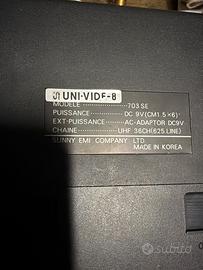 UNI-VIDE-8
MODELE 703 SE
PUISSANCE DC 9V(CM1.5×6)
EXT-PUISSANCE AC-ADAPTOR DC9V
CHAINE UHF 36CH(625.LINE)
SUNNY EMI COMPANY LTD
MADE IN KOREA
subito